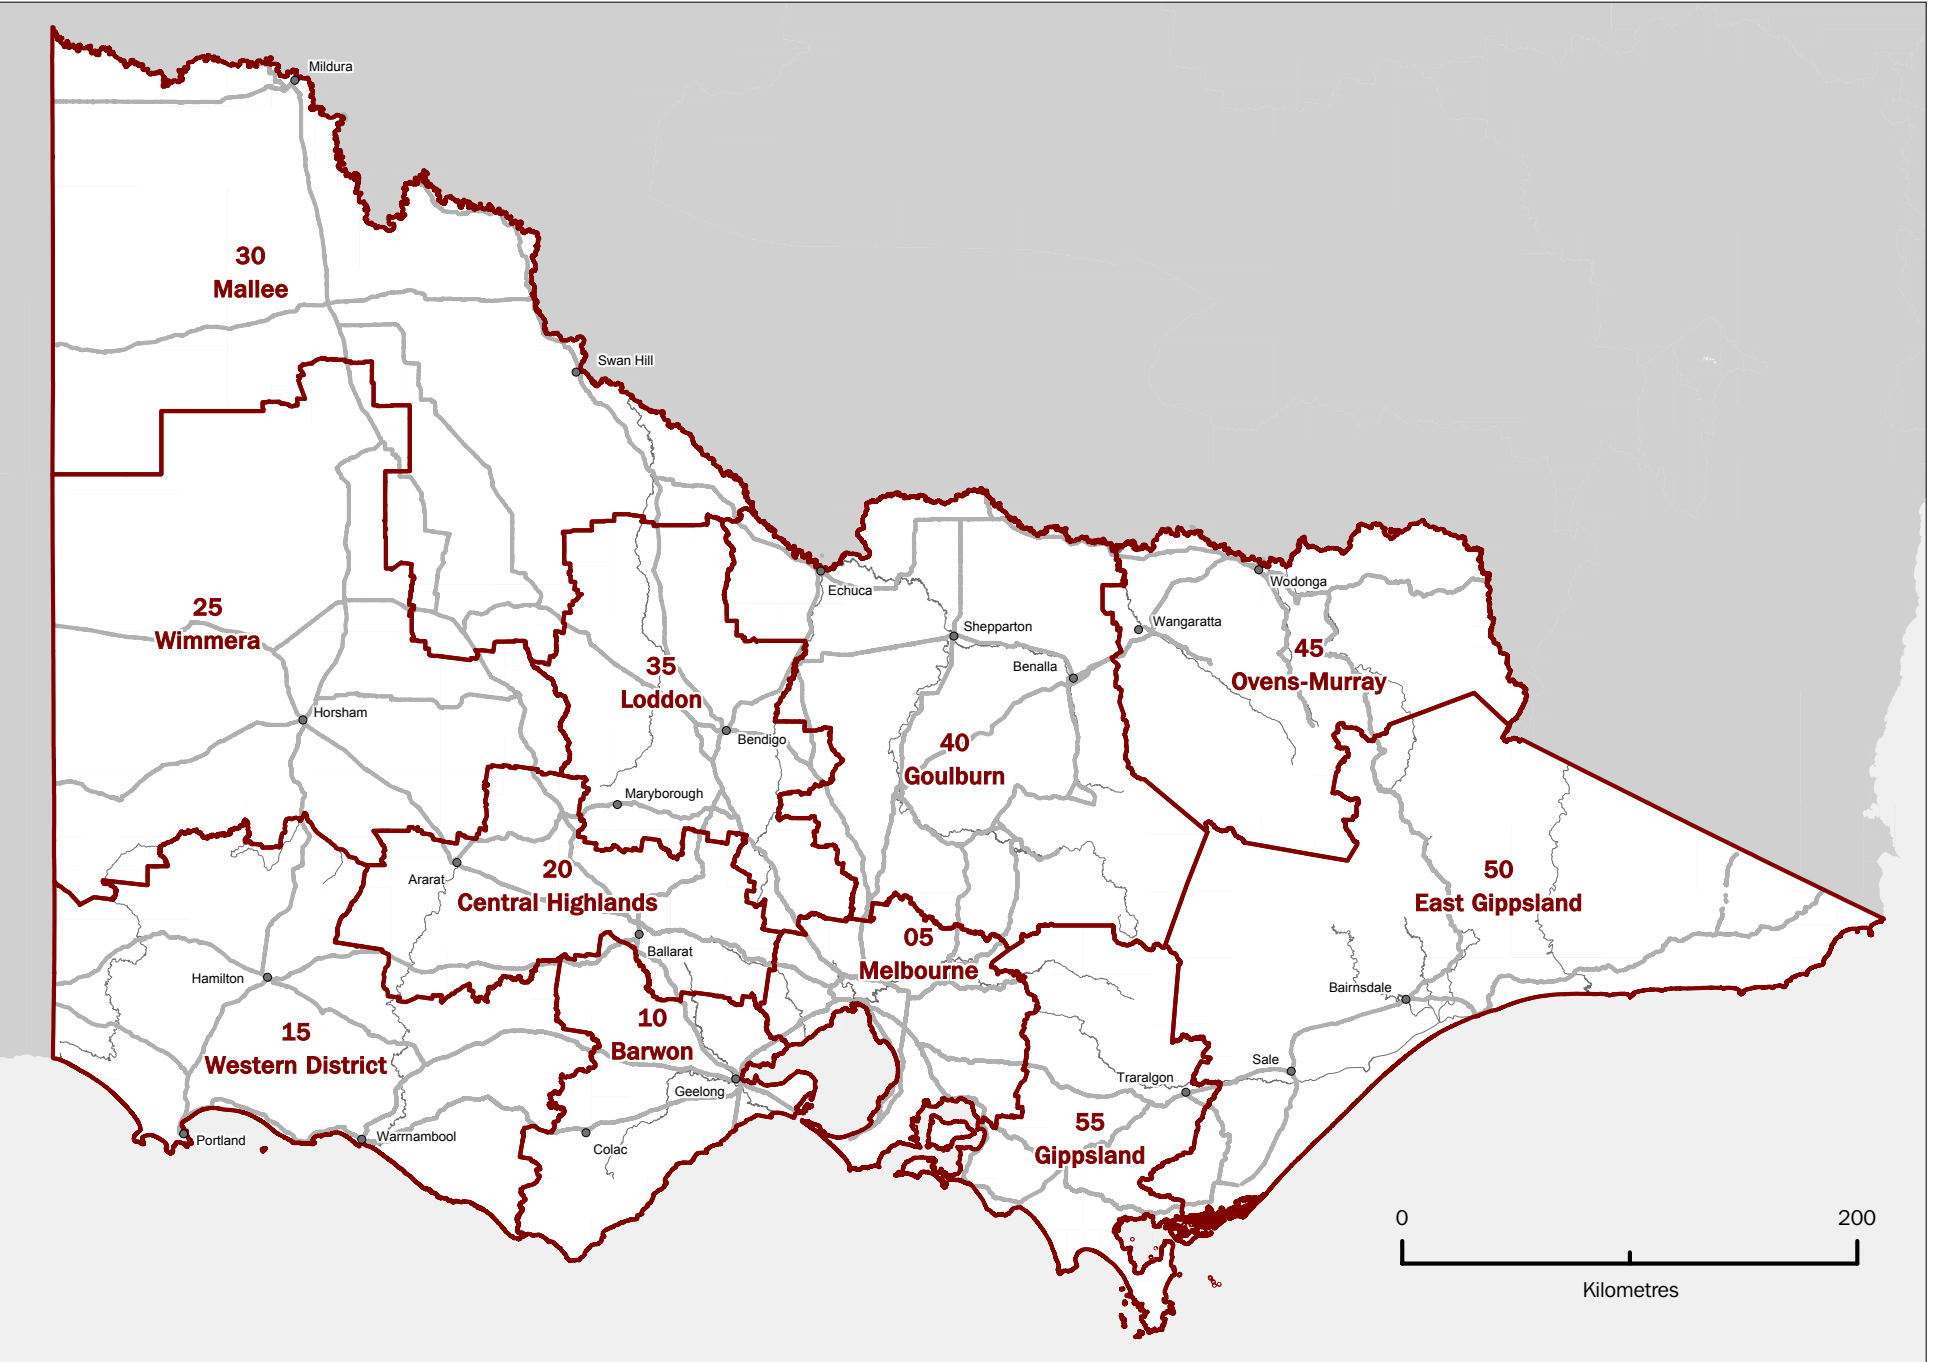 Mildura
30
Mallee
Swan Hill
Echuca
Wodonga
25
Wimmera
Shepparton
Wangaratta
35
Loddon
Benalla
45
Ovens-Murray
Horsham
Bendigo
40
Goulburn
Maryborough
Ararat
20
Central Highlands
50
East Gippsland
05
Melbourne
Ballarat
Hamilton
Bairnsdale
15
Western District
10
Barwon
Sale
Traralgon
Geelong
55
Gippsland
Portland
Warrnambool
Colac
0
200
Kilometres